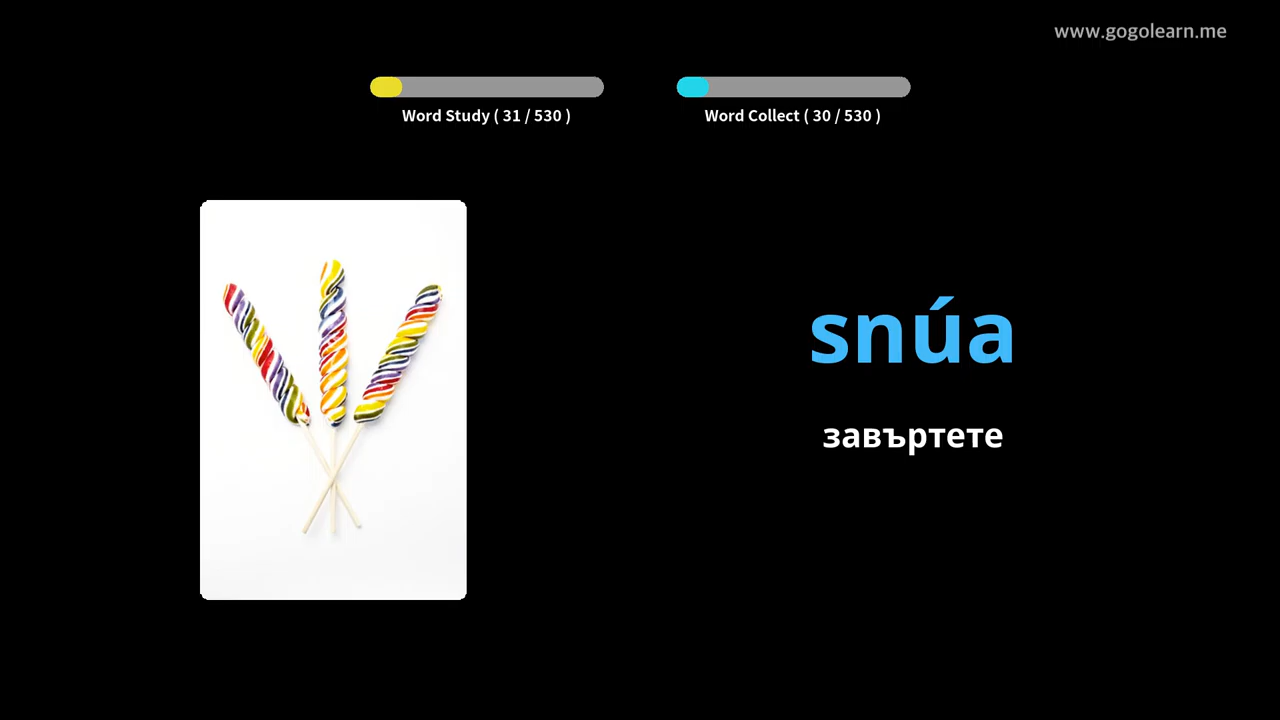 www.gogolearn.me
Word Study ( 31 / 530 )
Word Collect ( 30 / 530 )
snúa
завъртете